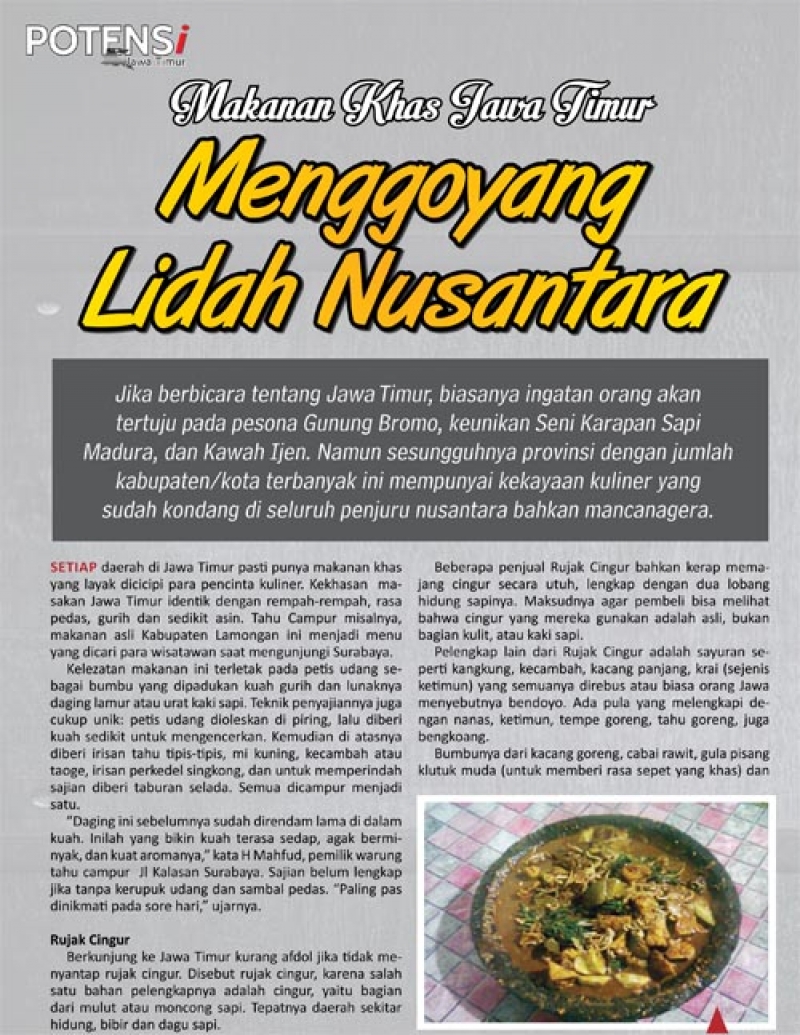 POTENSi
Jawa Timur
Makanan Khas Jawa Timur
Menggoyang
Lidah Nusantara
Jika berbicara tentang Jawa Timur, biasanya ingatan orang akan
tertuju pada pesona Gunung Bromo, keunikan Seni Karapan Sapi
Madura, dan Kawah Ijen. Namun sesungguhnya provinsi dengan jumlah
kabupaten/kota terbanyak ini mempunyai kekayaan kuliner yang
sudah kondang di seluruh penjuru nusantara bahkan mancanagera.
SETIAP daerah di Jawa Timur pasti punya makanan khas
yang layak dicicipi para pencinta kuliner. Kekhasan ma-
sakan Jawa Timur identik dengan rempah-rempah, rasa
pedas, gurih dan sedikit asin. Tahu Campur misalnya,
makanan asli Kabupaten Lamongan ini menjadi menu
yang dicari para wisatawan saat mengunjungi Surabaya.
Kelezatan makanan ini terletak pada petis udang se-
bagai bumbu yang dipadukan kuah gurih dan lunaknya
daging lamur atau urat kaki sapi. Teknik penyajiannya juga
cukup unik: petis udang dioleskan di piring, lalu diberi
kuah sedikit untuk mengencerkan. Kemudian di atasnya
diberi irisan tahu tipis-tipis, mi kuning, kecambah atau
taoge, irisan perkedel singkong, dan untuk memperindah
sajian diberi taburan selada. Semua dicampur menjadi
satu.
"Daging ini sebelumnya sudah direndam lama di dalam
kuah. Inilah yang bikin kuah terasa sedap, agak bermi-
nyak, dan kuat aromanya," kata H Mahfud, pemilik warung
tahu campur Jl Kalasan Surabaya. Sajian belum lengkap
jika tanpa kerupuk udang dan sambal pedas. "Paling pas
dinikmati pada sore hari," ujarnya.
Rujak Cingur
Berkunjung ke Jawa Timur kurang afdol jika tidak me-
nyantap rujak cingur. Disebut rujak cingur, karena salah
satu bahan pelengkapnya adalah cingur, yaitu bagian
dari mulut atau moncong sapi. Tepatnya daerah sekitar
hidung, bibir dan dagu sapi.
Beberapa penjual Rujak Cingur bahkan kerap mema-
jang cingur secara utuh, lengkap dengan dua lobang
hidung sapinya. Maksudnya agar pembeli bisa melihat
bahwa cingur yang mereka gunakan adalah asli, bukan
bagian kulit, atau kaki sapi.
Pelengkap lain dari Rujak Cingur adalah sayuran se-
perti kangkung, kecambah, kacang panjang, krai (sejenis
ketimun) yang semuanya direbus atau biasa orang Jawa
menyebutnya bendoyo. Ada pula yang melengkapi de-
ngan nanas, ketimun, tempe goreng, tahu goreng, juga
bengkoang.
Bumbunya dari kacang goreng, cabai rawit, gula pisang
klutuk muda (untuk memberi rasa sepet yang khas) dan